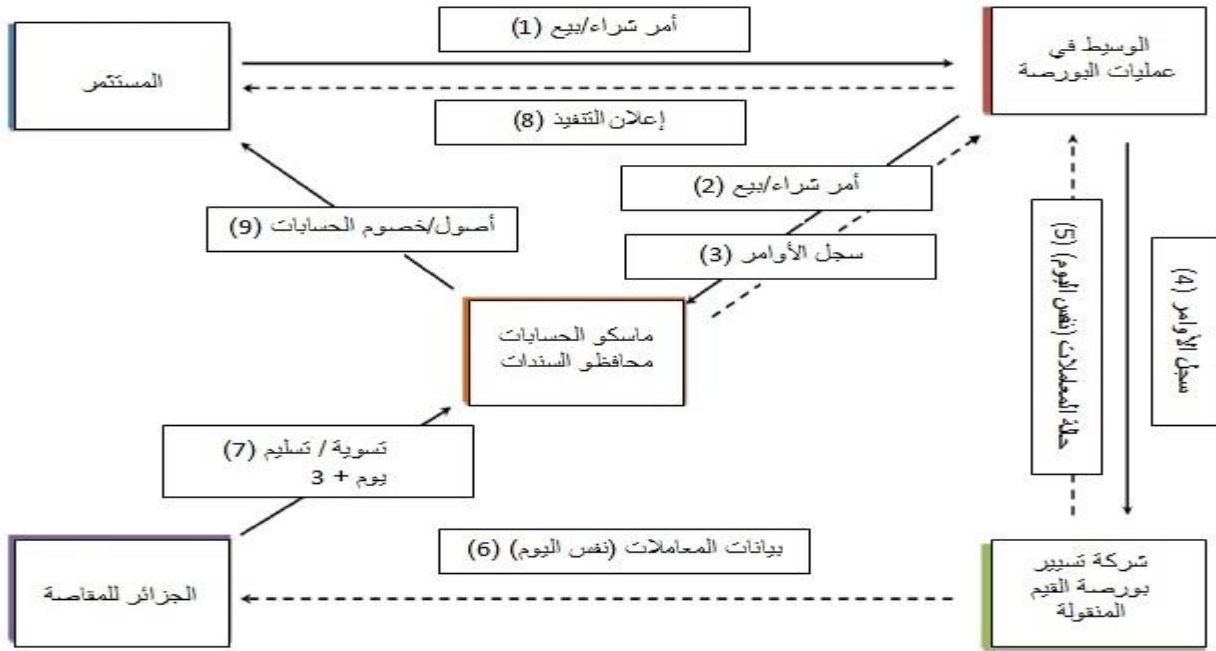 أمر شراء/بيع (1)
المستثمر
الوسيط في
عمليات البورصة
إعلان التنفيذ (8)
أمر شراء/بيع (2)
أصول/خصوم الحسابات (9)
سجل الأوامر (3)
حالة المعاملات (نفس اليوم) (5)
سجل الأوامر (4)
ماسكو الحسابات
محافظو السندات
تسوية / تسليم (7)
يوم + 3
بيانات المعاملات (نفس اليوم) (6)
الجزائر للمقاصة
شركة تسيير
بورصة القيم
المنقولة